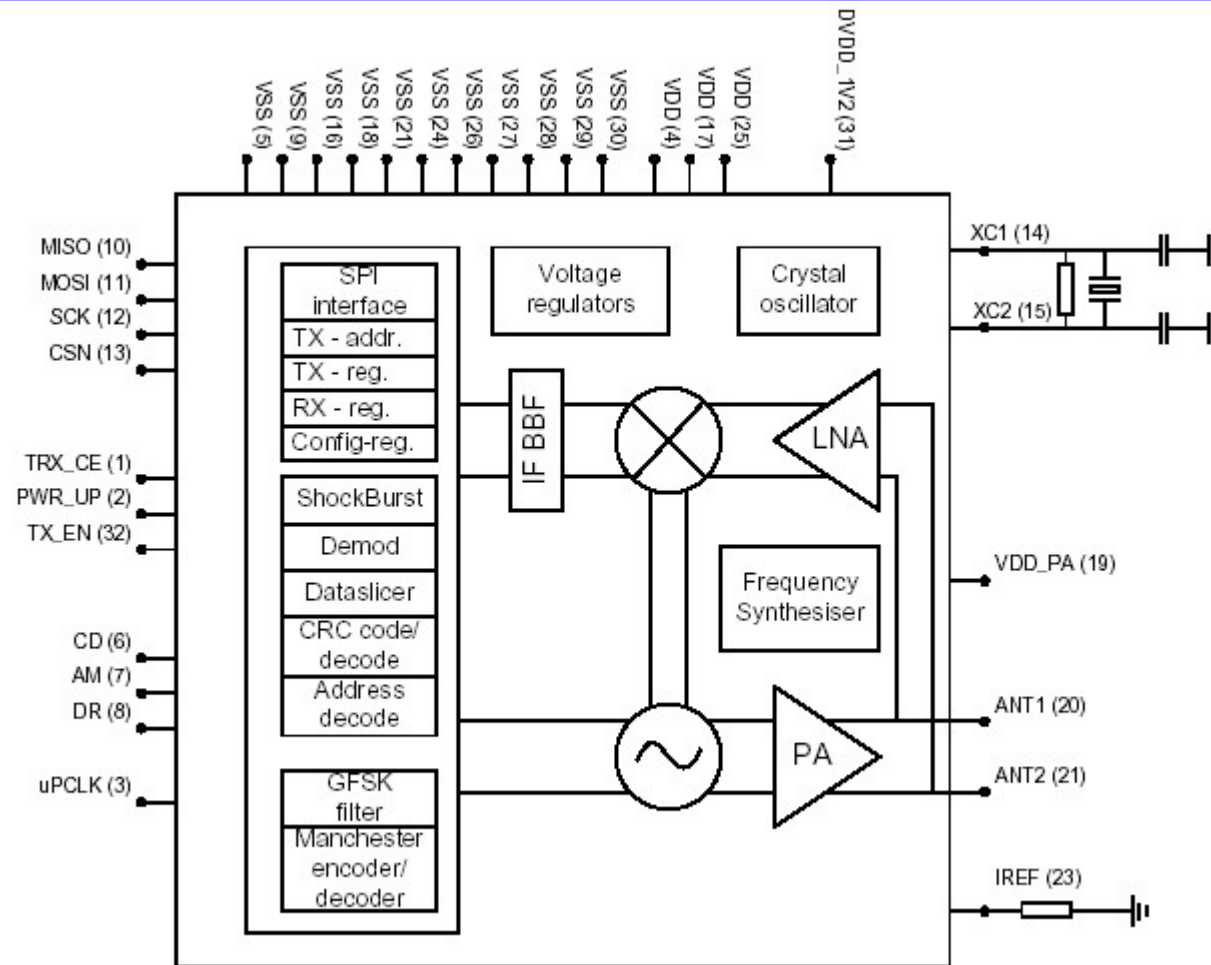 VSS (5)
VSS (9)
VSS (16)
VSS (18)
VSS (21)
VSS (24)
VSS (26)
VSS (27)
VSS (28)
VSS (29)
VSS (30)
VDD (4)
VDD (17)
VDD (25)
DVDD_1V2 (31)
MISO (10)
MOSI (11)
SCK (12)
CSN (13)
TRX_CE (1)
PWR_UP (2)
TX_EN (32)
CD (6)
AM (7)
DR (8)
uPCLK (3)
SPI
interface
TX - addr.
TX - reg.
RX - reg.
Config-reg.
ShockBurst
Demod
Dataslicer
CRC code/
decode
Address
decode
GFSK
filter
Manchester
encoder/
decoder
Voltage
regulators
Crystal
oscillator
IF BBF
LNA
Frequency
Synthesiser
PA
XC1 (14)
XC2 (15)
VDD_PA (19)
ANT1 (20)
ANT2 (21)
IREF (23)